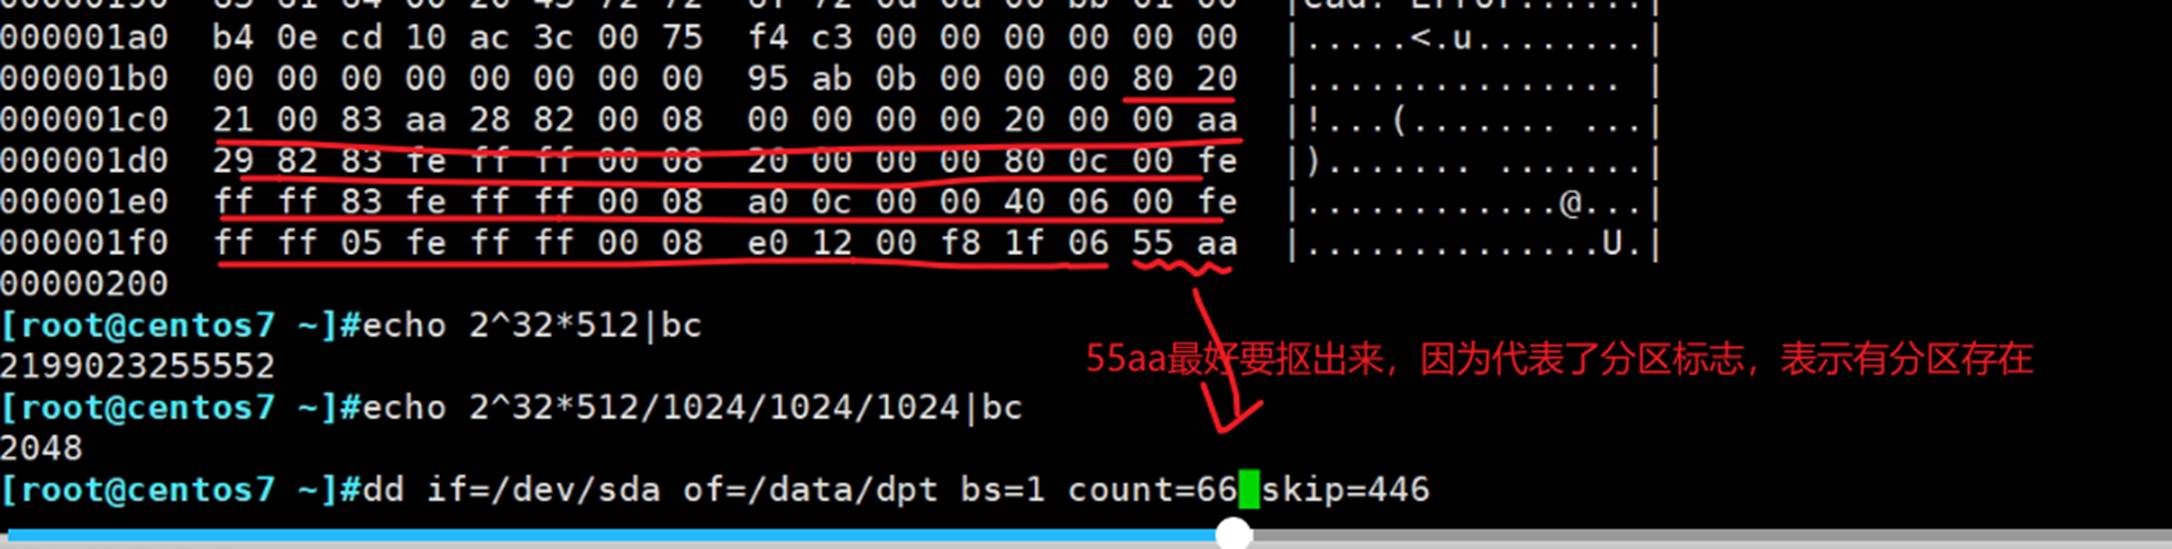 000001a0  b4 0e cd 10 ac 3c 00 75  f4 c3 00 00 00 00 00 00  |.....<.u........|
000001b0  00 00 00 00 00 00 00 00  95 ab 0b 00 00 00 80 20  |............... |
000001c0  21 00 83 aa 28 82 00 08  00 00 00 00 20 00 00 aa  |!...(....... ...|
000001d0  29 82 83 fe ff ff 00 08  20 00 00 00 80 0c 00 fe  |)....... .......|
000001e0  ff ff 83 fe ff ff 00 08  a0 0c 00 00 40 06 00 fe  |............@...|
000001f0  ff ff 05 fe ff ff 00 08  e0 12 00 f8 1f 06 55 aa  |..............U.|
00000200
[root@centos7 ~]#echo 2^32*512|bc
2199023255552
55aa最好要抠出来，因为代表了分区标志，表示有分区存在
[root@centos7 ~]#echo 2^32*512/1024/1024/1024|bc
2048
[root@centos7 ~]#dd if=/dev/sda of=/data/dpt bs=1 count=66 skip=446